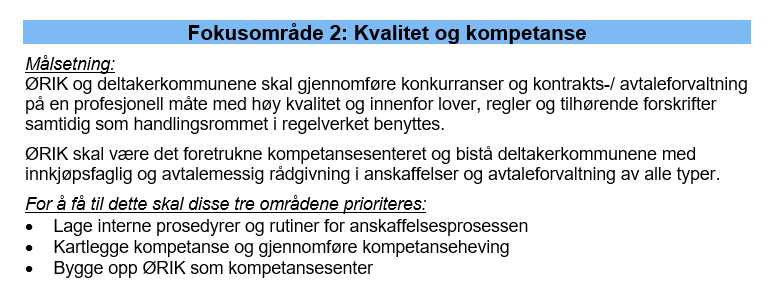 Fokusområde 2: Kvalitet og kompetanse
Målsetning:
ØRIK og deltakerkommunene skal gjennomføre konkurranser og kontrakts-/ avtaleforvaltning
på en profesjonell måte med høy kvalitet og innenfor lover, regler og tilhørende forskrifter
samtidig som handlingsrommet i regelverket benyttes.
ØRIK skal være det foretrukne kompetansesenteret og bistå deltakerkommunene med
innkjøpsfaglig og avtalemessig rådgivning i anskaffelser og avtaleforvaltning av alle typer.
For å få til dette skal disse tre områdene prioriteres:
• Lage interne prosedyrer og rutiner for anskaffelsesprosessen
• Kartlegge kompetanse og gjennomføre kompetanseheving
• Bygge opp ØRIK som kompetansesenter